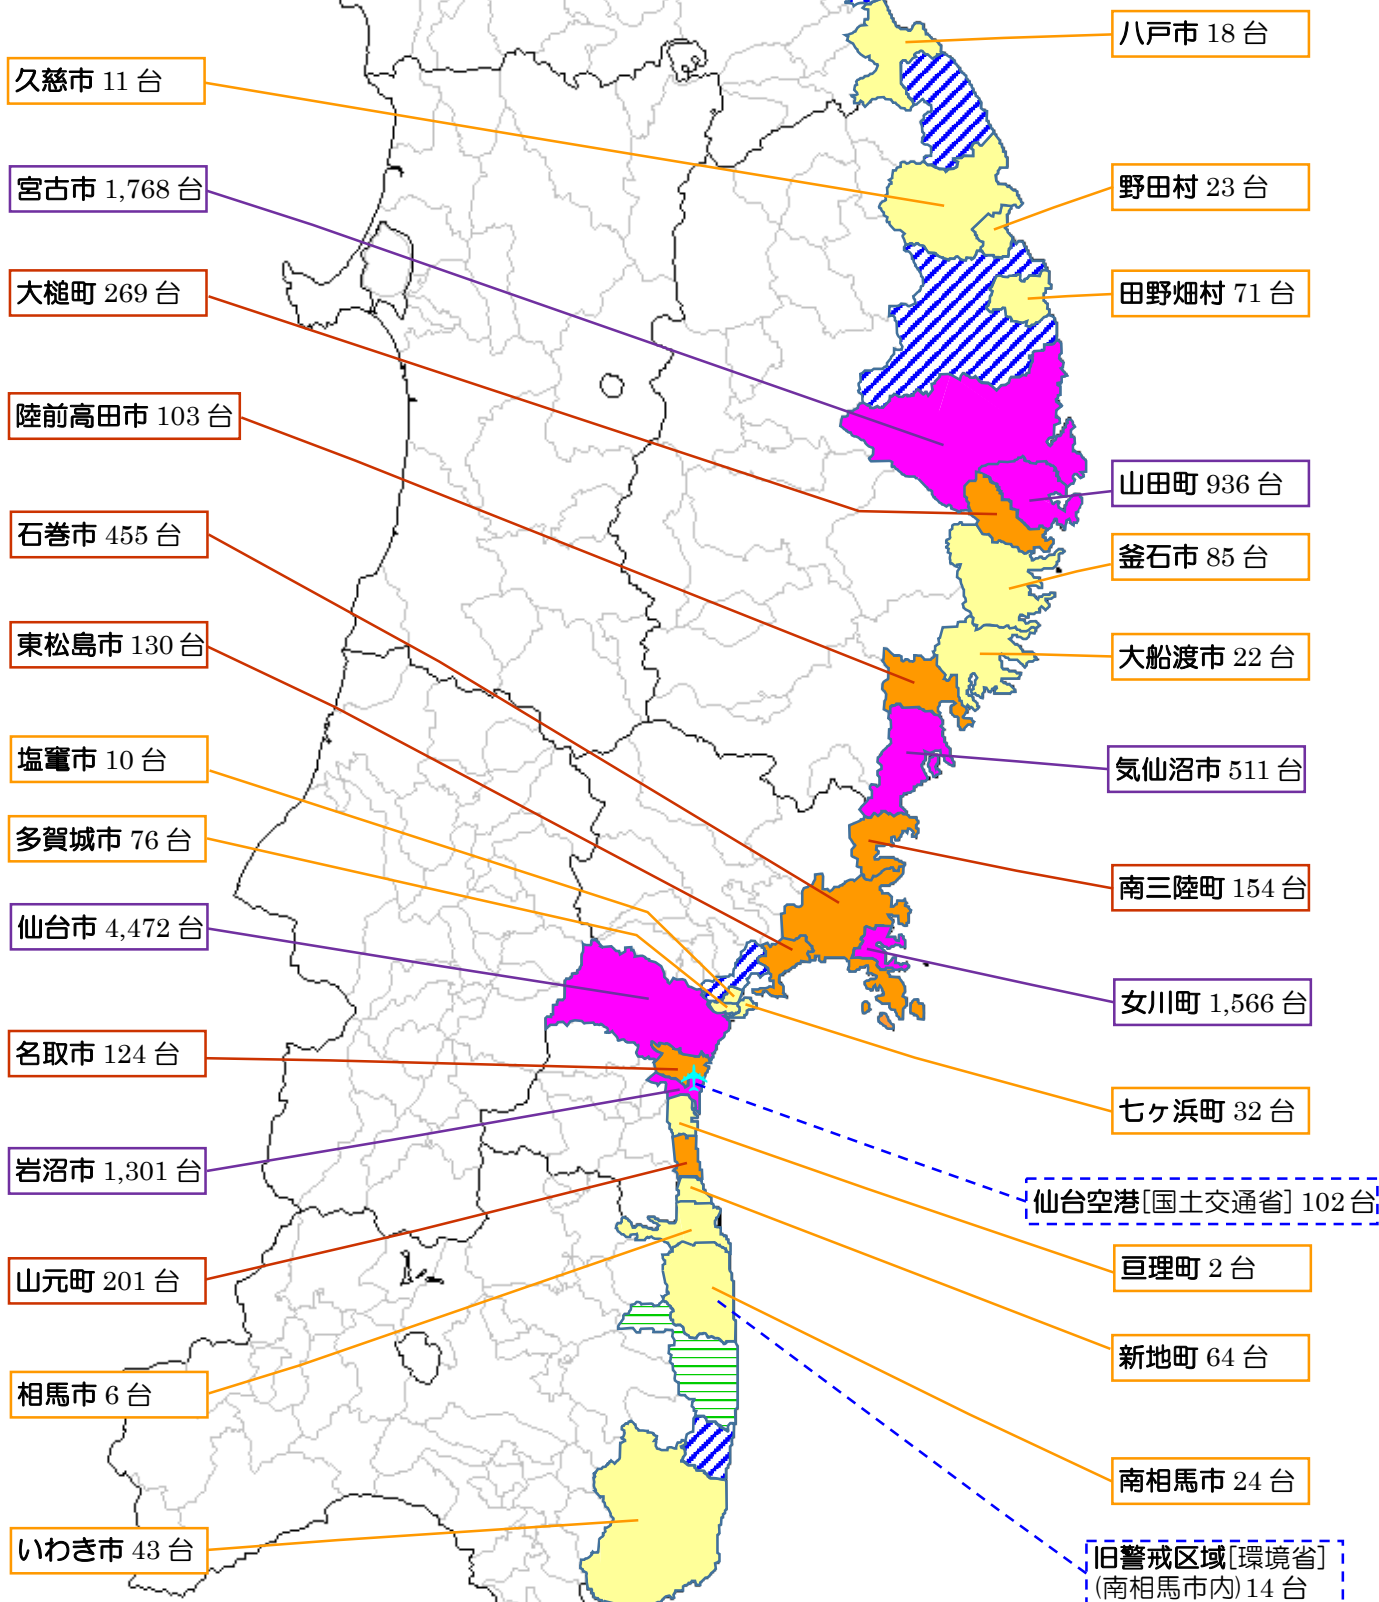 久慈市 11 台
宮古市 1,768 台
大槌町 269 台
陸前高田市 103 台
石巻市 455 台
東松島市 130 台
塩竃市 10 台
多賀城市 76 台
仙台市 4,472 台
名取市 124 台
岩沼市 1,301 台
山元町 201 台
相馬市 6 台
いわき市 43 台
八戸市 18 台
野田村 23 台
田野畑村 71 台
山田町 936 台
釜石市 85 台
大船渡市 22 台
気仙沼市 511 台
南三陸町 154 台
女川町 1,566 台
七ヶ浜町 32 台
仙台空港[国土交通省] 102 台
亘理町 2 台
新地町 64 台
南相馬市 24 台
旧警戒区域[環境省]
(南相馬市内) 14 台